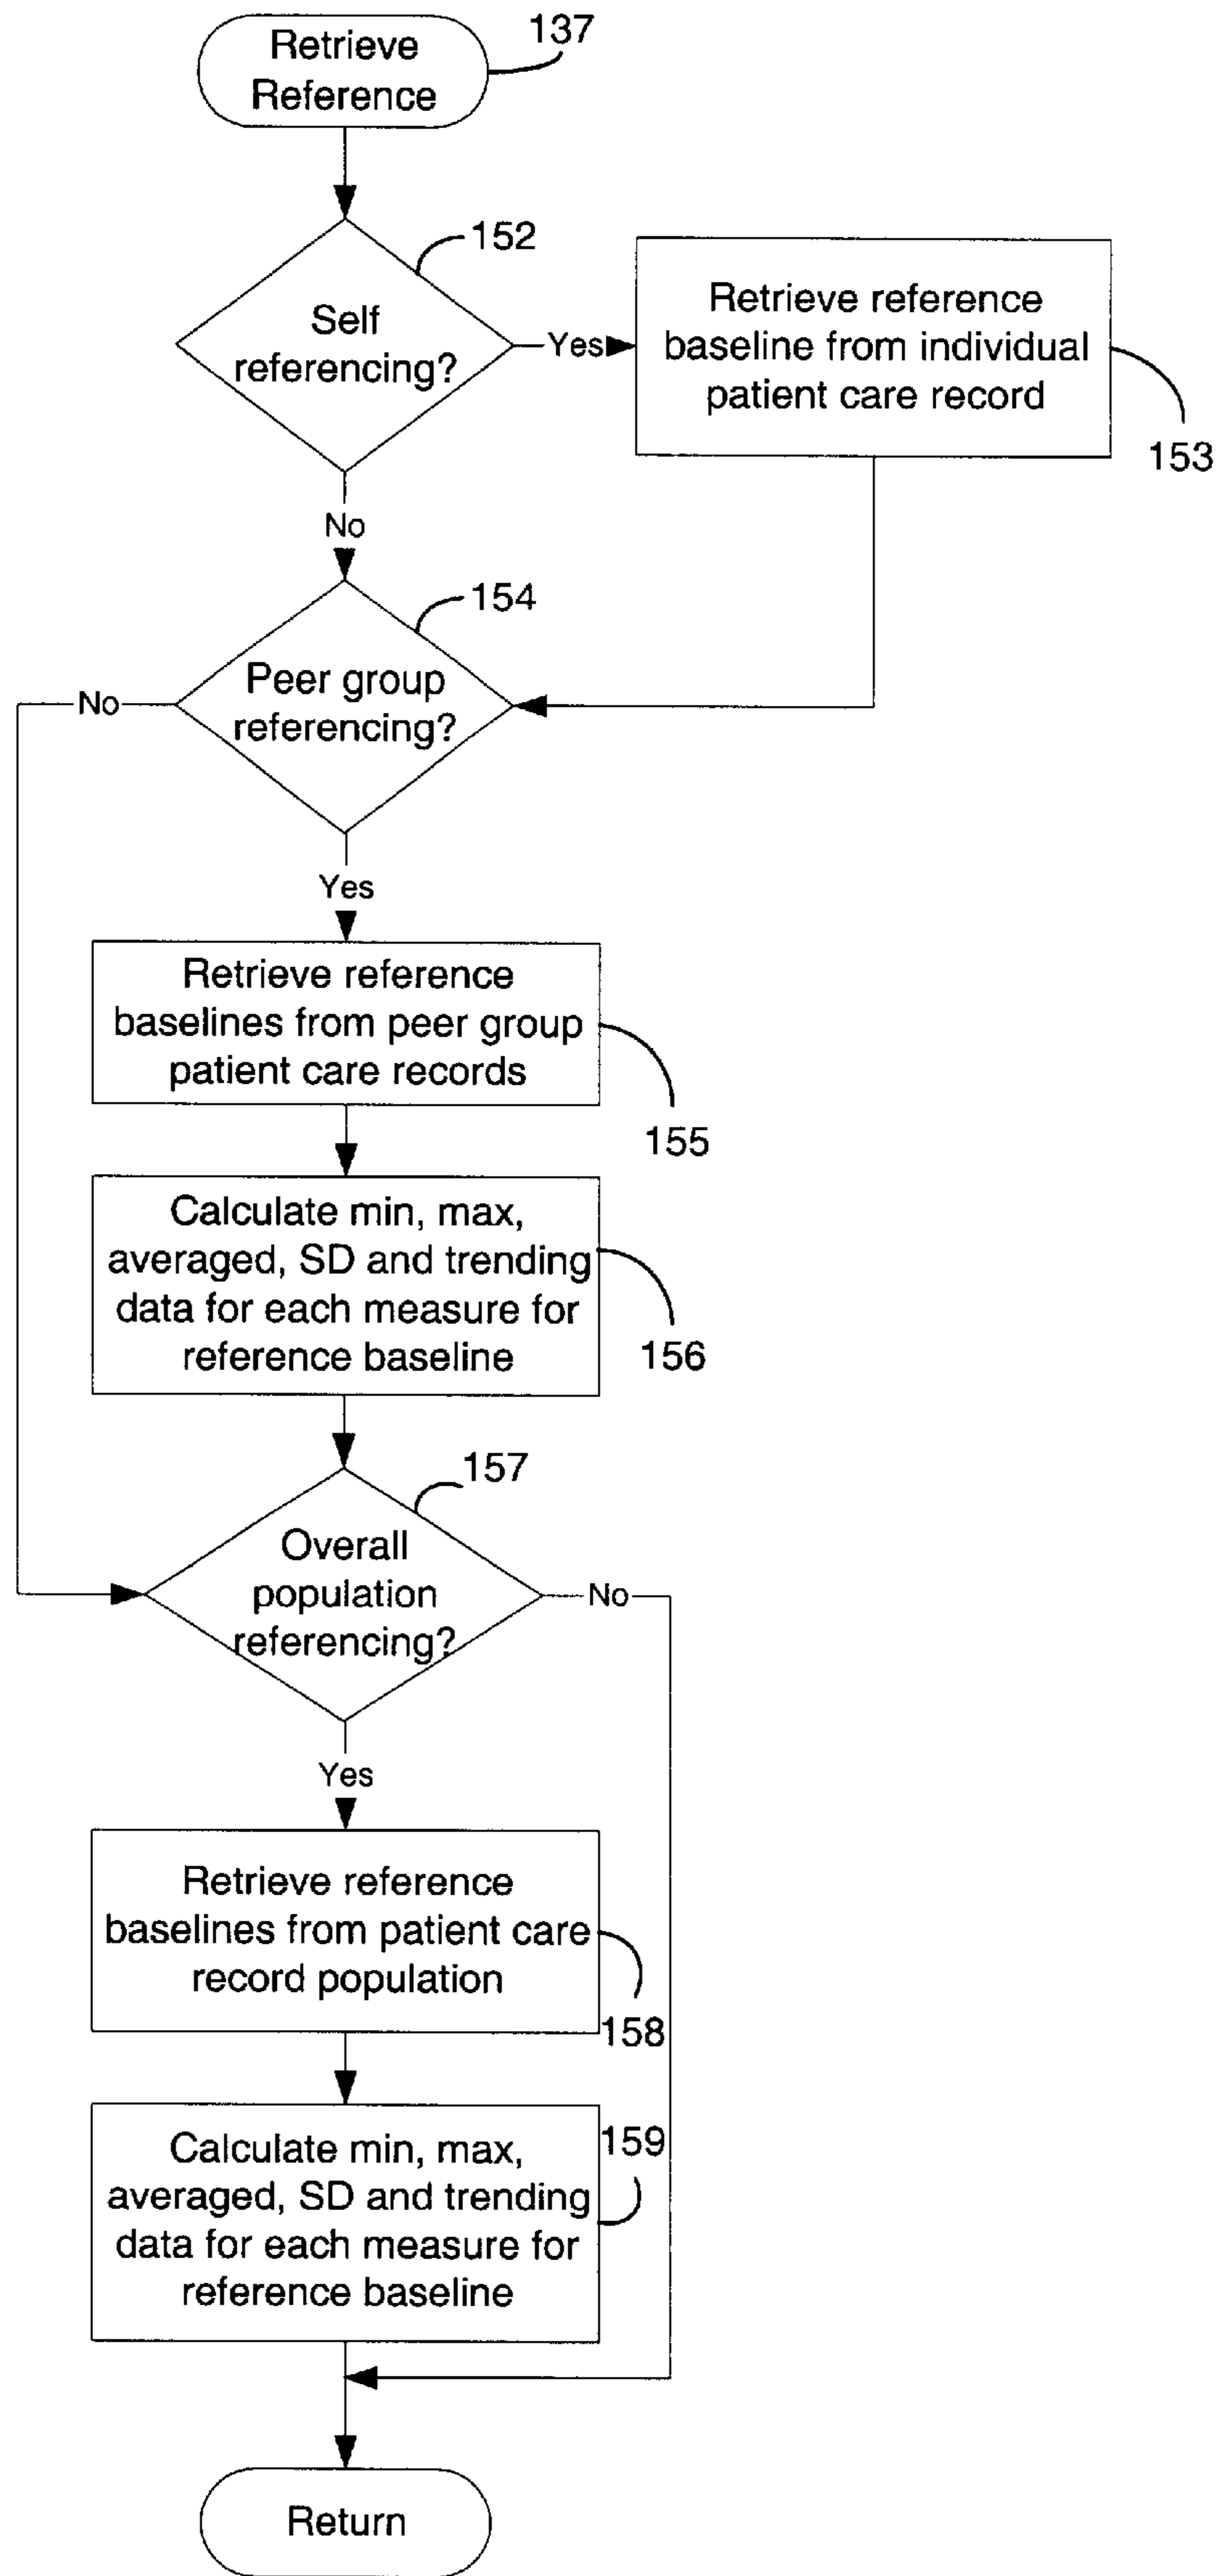 Retrieve
Reference
137
152
Self
referencing?
Yes
Retrieve reference
baseline from individual
patient care record
153
No
154
Peer group
referencing?
No
Yes
Retrieve reference
baselines from peer group
patient care records
155
Calculate min, max,
averaged, SD and trending
data for each measure for
reference baseline
156
157
Overall
population
referencing?
No
Yes
Retrieve reference
baselines from patient care
record population
158
Calculate min, max,
averaged, SD and trending
data for each measure for
reference baseline
159
Return